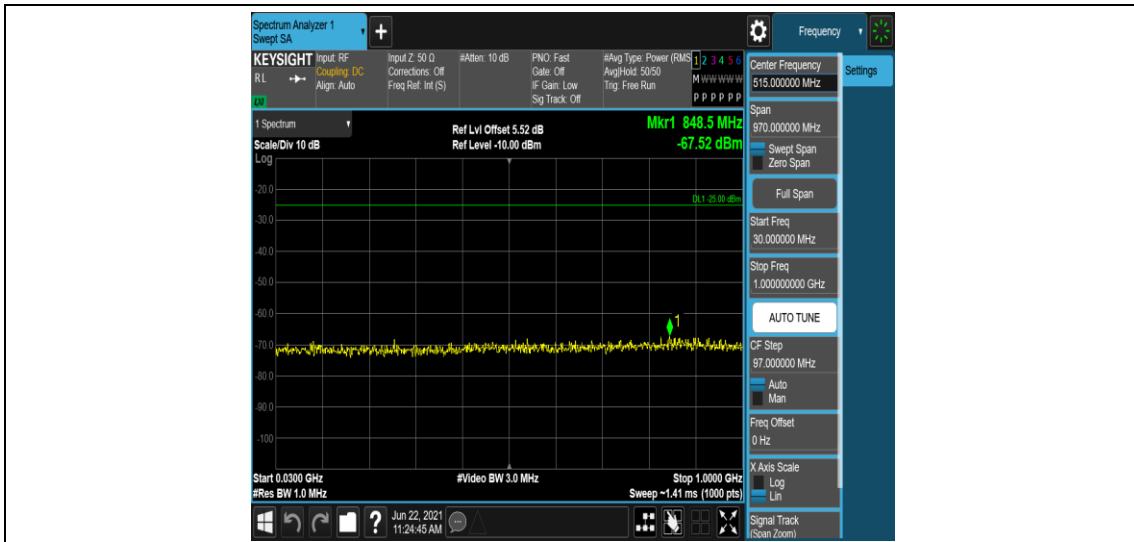 Spectrum Analyzer 1
Swept SA
Frequency
KEYSIGHT
RL
LXI
Input: RF
Coupling: DC
Align: Auto
Input Z: 50 Ω
Corrections: Off
Freq Ref: Int (S)
#Atten: 10 dB
PNO: Fast
Gate: Off
IF Gain: Low
Sig Track: Off
#Avg Type: Power (RMS
Avg|Hold: 50/50
Trig: Free Run
1 2 3 4 5 6
M W W W W W
P P P P P P
1 Spectrum
Scale/Div 10 dB
Log
Ref Lvl Offset 5.52 dB
Ref Level -10.00 dBm
Mkr1 848.5 MHz
-67.52 dBm
DL1 -25.00 dBm
-20.0
-30.0
-40.0
-50.0
-60.0
-70.0
-80.0
-90.0
-100
1
Start 0.0300 GHz
#Res BW 1.0 MHz
#Video BW 3.0 MHz
Stop 1.0000 GHz
Sweep ~1.41 ms (1000 pts)
Jun 22, 2021
11:24:45 AM
?
Center Frequency
515.000000 MHz
Settings
Span
970.000000 MHz
Swept Span
Zero Span
Full Span
Start Freq
30.000000 MHz
Stop Freq
1.000000000 GHz
AUTO TUNE
CF Step
97.000000 MHz
Auto
Man
Freq Offset
0 Hz
X Axis Scale
Log
Lin
Signal Track
(Span Zoom)